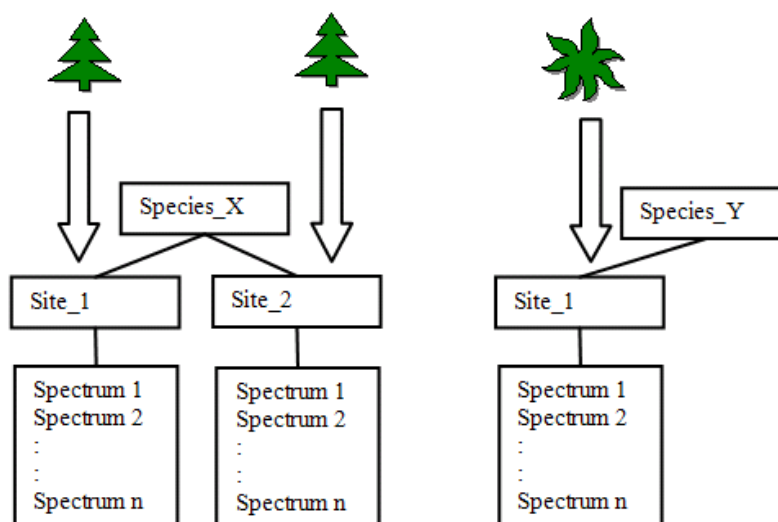 Species_X
Species_Y
Site_1
Site_2
Site_1
Spectrum 1
Spectrum 2
:
:
Spectrum n
Spectrum 1
Spectrum 2
:
:
Spectrum n
Spectrum 1
Spectrum 2
:
:
Spectrum n